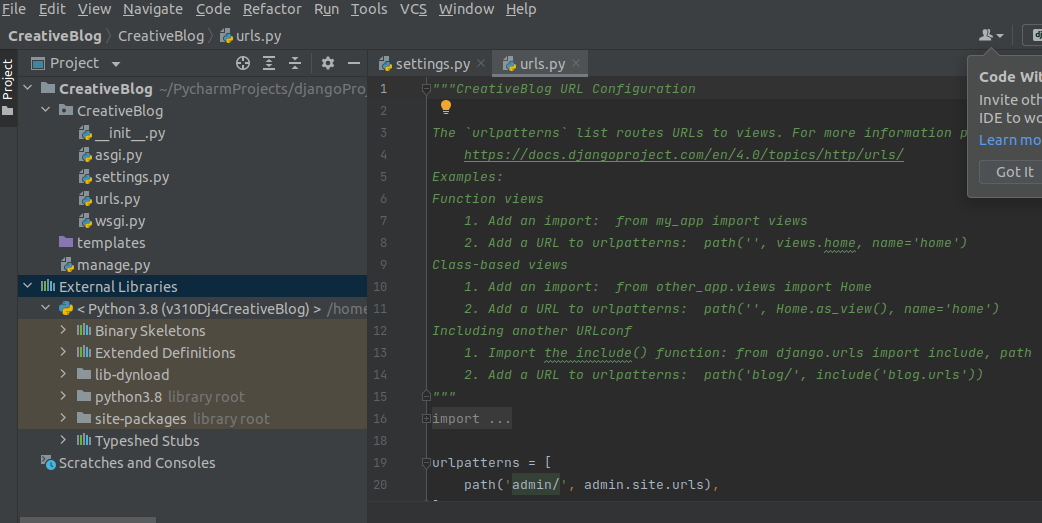 File Edit View Navigate Code Refactor Run Tools VCS Window Help
CreativeBlog CreativeBlog urls.py
Project
Project
settings.py urls.py
CreativeBlog ~/PycharmProjects/djangoProj
CreativeBlog
__init__.py
asgi.py
settings.py
urls.py
wsgi.py
templates
manage.py
External Libraries
< Python 3.8 (v310Dj4CreativeBlog) > /home
Binary Skeletons
Extended Definitions
lib-dynload
python3.8 library root
site-packages library root
Typeshed Stubs
Scratches and Consoles
1 """CreativeBlog URL Configuration
2
3 The `urlpatterns` list routes URLs to views. For more information p
4 https://docs.djangoproject.com/en/4.0/topics/http/urls/
5 Examples:
6 Function views
7 1. Add an import:  from my_app import views
8 2. Add a URL to urlpatterns:  path('', views.home, name='home')
9 Class-based views
10 1. Add an import:  from other_app.views import Home
11 2. Add a URL to urlpatterns:  path('', Home.as_view(), name='home')
12 Including another URLconf
13 1. Import the include() function: from django.urls import include, path
14 2. Add a URL to urlpatterns:  path('blog/', include('blog.urls'))
15 """
16 import ...
18
19 urlpatterns = [
20 path('admin/', admin.site.urls),
Code Wit
Invite oth
IDE to wo
Learn mo
Got It